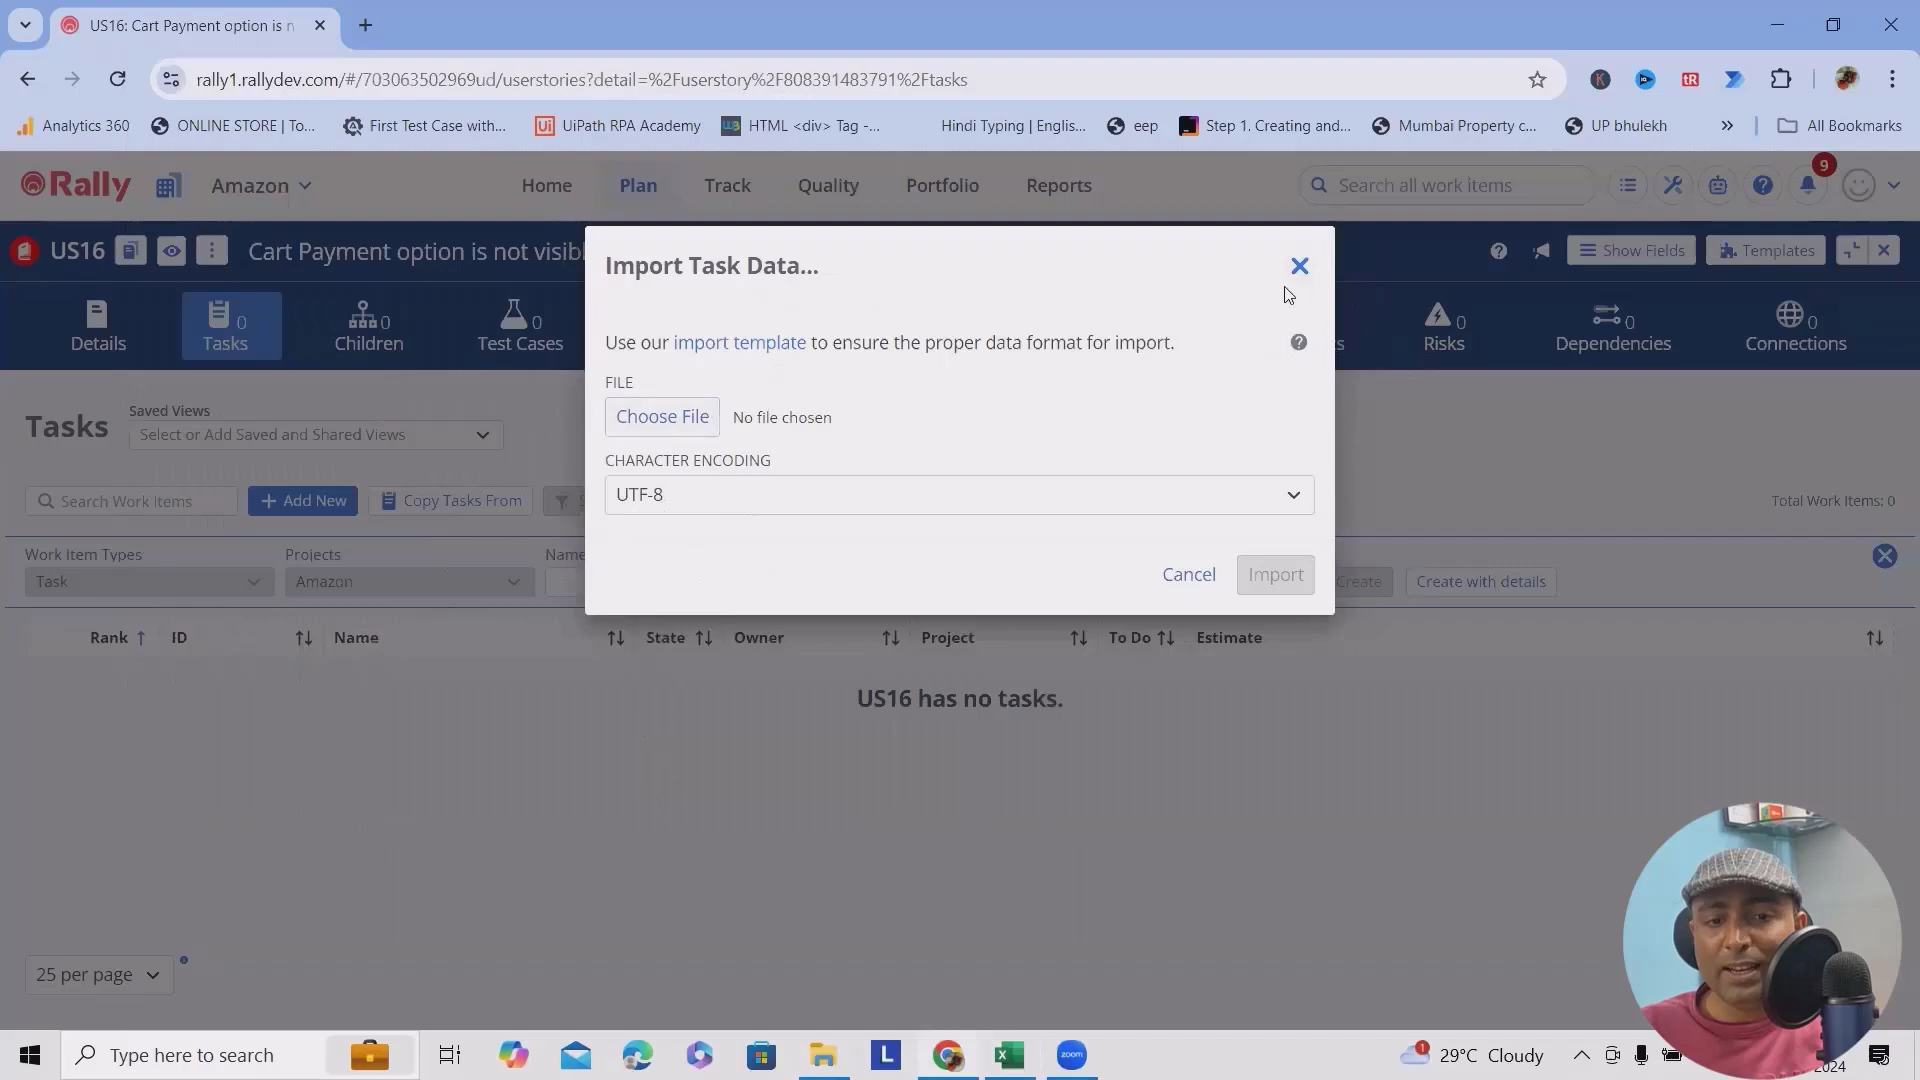 US16: Cart Payment option is n
rally1.rallydev.com/#/703063502969ud/userstories?detail=%2Fuserstory%2F808391483791%2Ftasks
K
tR
Analytics 360
ONLINE STORE | To...
First Test Case with...
Ui
UiPath RPA Academy
HTML <div> Tag -...
Hindi Typing | Englis...
eep
Step 1. Creating and...
Mumbai Property c...
UP bhulekh
All Bookmarks
Rally
Amazon
Home
Plan
Track
Quality
Portfolio
Reports
Search all work items
9
US16
Cart Payment option is not visib
Show Fields
Templates
Details
0
Tasks
0
Children
0
Test Cases
0
Risks
0
Dependencies
0
Connections
Import Task Data...
Use our import template to ensure the proper data format for import.
FILE
Choose File
No file chosen
CHARACTER ENCODING
UTF-8
Cancel
Import
Tasks
Saved Views
Select or Add Saved and Shared Views
Search Work Items
Add New
Copy Tasks From
Total Work Items: 0
Work Item Types
Projects
Name
Task
Amazon
Create
Create with details
Rank
ID
Name
State
Owner
Project
To Do
Estimate
US16 has no tasks.
25 per page
Type here to search
L
zoom
1
29°C Cloudy
2024